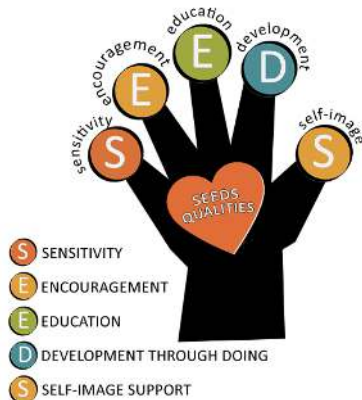 education
encouragement
development
sensitivity
self-image
E
D
E
S
S
SEEDS
QUALITIES
S SENSITIVITY
E ENCOURAGEMENT
E EDUCATION
D DEVELOPMENT THROUGH DOING
S SELF-IMAGE SUPPORT